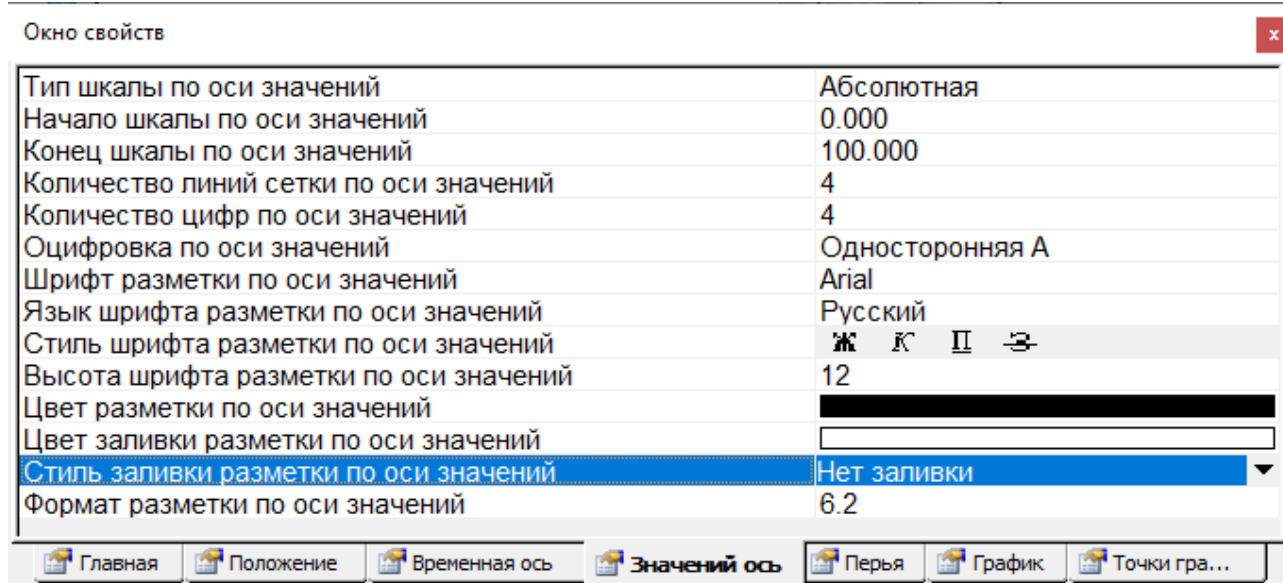 Окно свойств
x
Тип шкалы по оси значений Абсолютная
Начало шкалы по оси значений 0.000
Конец шкалы по оси значений 100.000
Количество линий сетки по оси значений 4
Количество цифр по оси значений 4
Оцифровка по оси значений Односторонняя А
Шрифт разметки по оси значений Arial
Язык шрифта разметки по оси значений Русский
Стиль шрифта разметки по оси значений Ж К П З
Высота шрифта разметки по оси значений 12
Цвет разметки по оси значений
Цвет заливки разметки по оси значений
Стиль заливки разметки по оси значений Нет заливки
Формат разметки по оси значений 6.2
Главная Положение Временная ось Значений ось Перья График Точки гра...